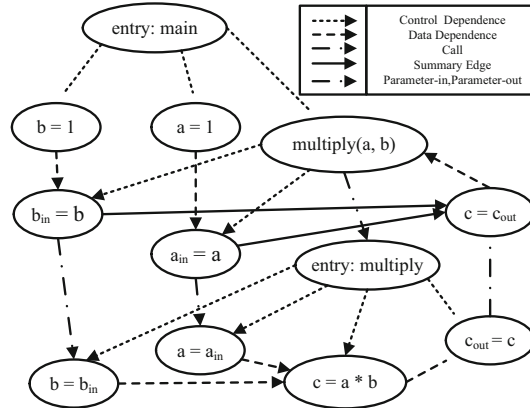 entry: main
Control Dependence
Data Dependence
Call
Summary Edge
Parameter-in,Parameter-out
b = 1
a = 1
multiply(a, b)
b_in = b
c = c_out
a_in = a
entry: multiply
a = a_in
c_out = c
b = b_in
c = a * b